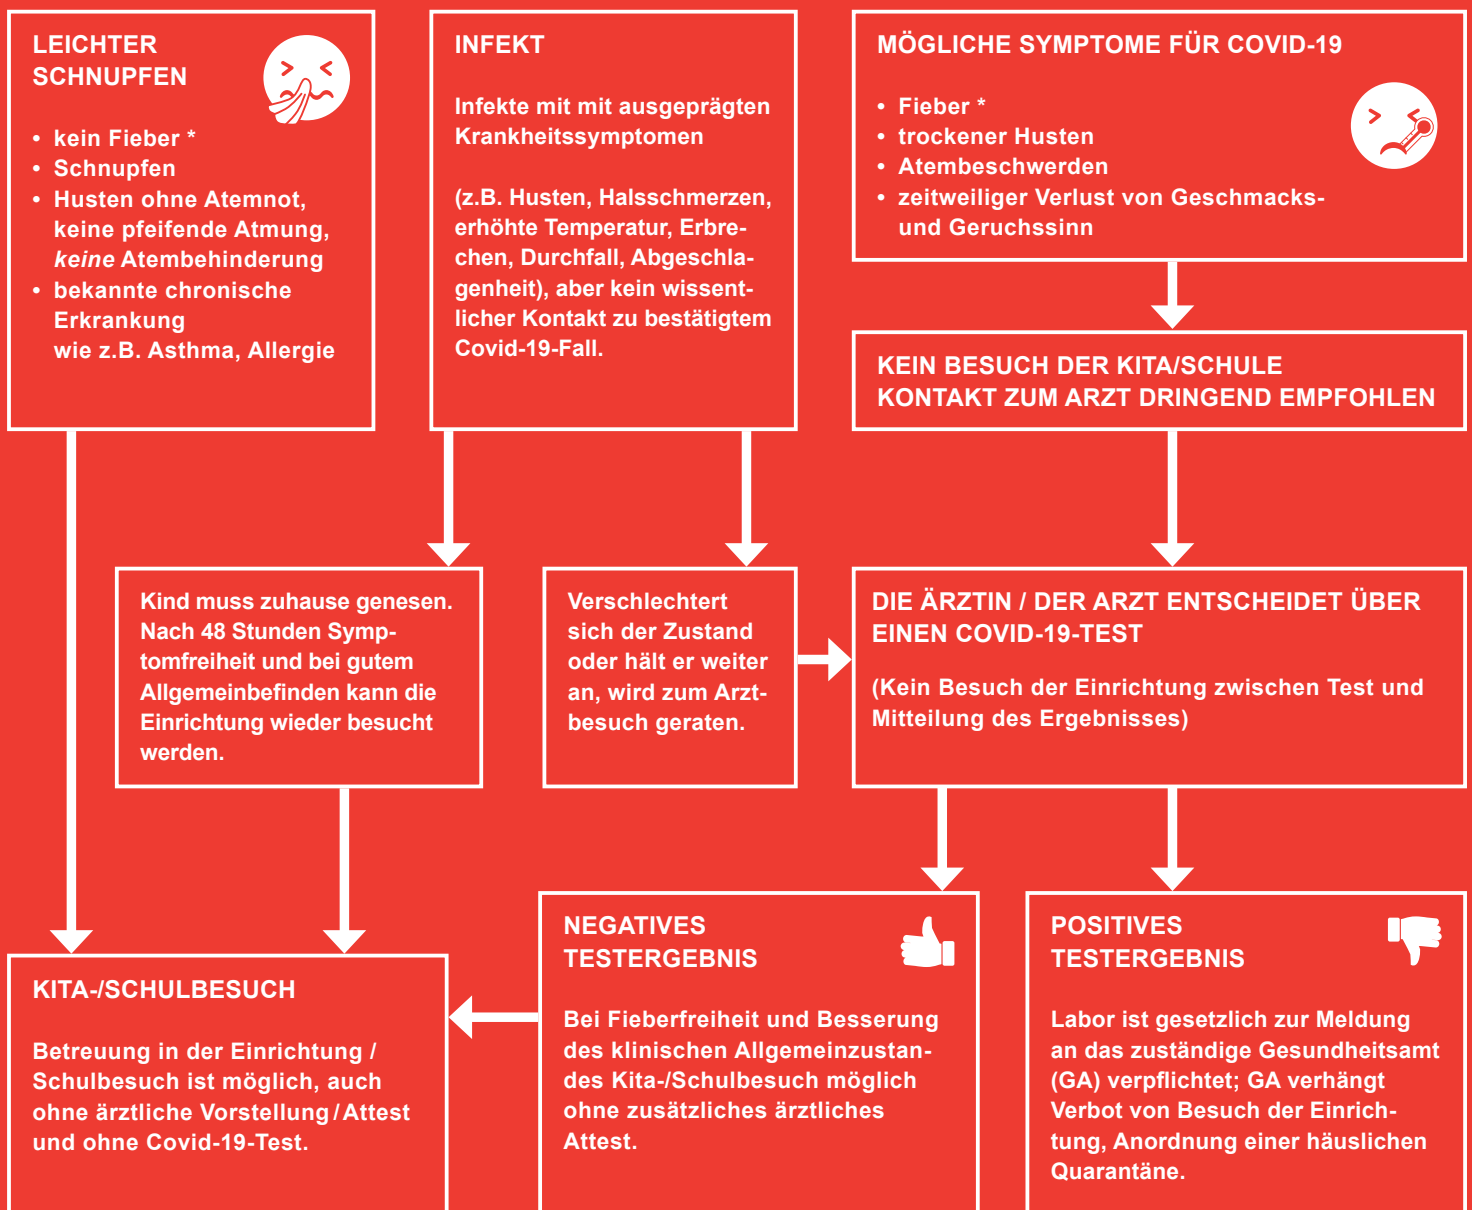 LEICHTER
SCHNUPFEN
• kein Fieber *
• Schnupfen
• Husten ohne Atemnot,
keine pfeifende Atmung,
keine Atembehinderung
• bekannte chronische
Erkrankung
wie z.B. Asthma, Allergie
INFEKT
Infekte mit mit ausgeprägten
Krankheitssymptomen
(z.B. Husten, Halsschmerzen,
erhöhte Temperatur, Erbre-
chen, Durchfall, Abgeschla-
genheit), aber kein wissent-
licher Kontakt zu bestätigtem
Covid-19-Fall.
MÖGLICHE SYMPTOME FÜR COVID-19
• Fieber *
• trockener Husten
• Atembeschwerden
• zeitweiliger Verlust von Geschmacks-
und Geruchssinn
KEIN BESUCH DER KITA/SCHULE
KONTAKT ZUM ARZT DRINGEND EMPFOHLEN
Kind muss zuhause genesen.
Nach 48 Stunden Symp-
tomfreiheit und bei gutem
Allgemeinbefinden kann die
Einrichtung wieder besucht
werden.
Verschlechtert
sich der Zustand
oder hält er weiter
an, wird zum Arzt-
besuch geraten.
DIE ÄRZTIN / DER ARZT ENTSCHEIDET ÜBER
EINEN COVID-19-TEST
(Kein Besuch der Einrichtung zwischen Test und
Mitteilung des Ergebnisses)
KITA-/SCHULBESUCH
Betreuung in der Einrichtung /
Schulbesuch ist möglich, auch
ohne ärztliche Vorstellung / Attest
und ohne Covid-19-Test.
NEGATIVES
TESTERGEBNIS
Bei Fieberfreiheit und Besserung
des klinischen Allgemeinzustan-
des Kita-/Schulbesuch möglich
ohne zusätzliches ärztliches
Attest.
POSITIVES
TESTERGEBNIS
Labor ist gesetzlich zur Meldung
an das zuständige Gesundheitsamt
(GA) verpflichtet; GA verhängt
Verbot von Besuch der Einrich-
tung, Anordnung einer häuslichen
Quarantäne.